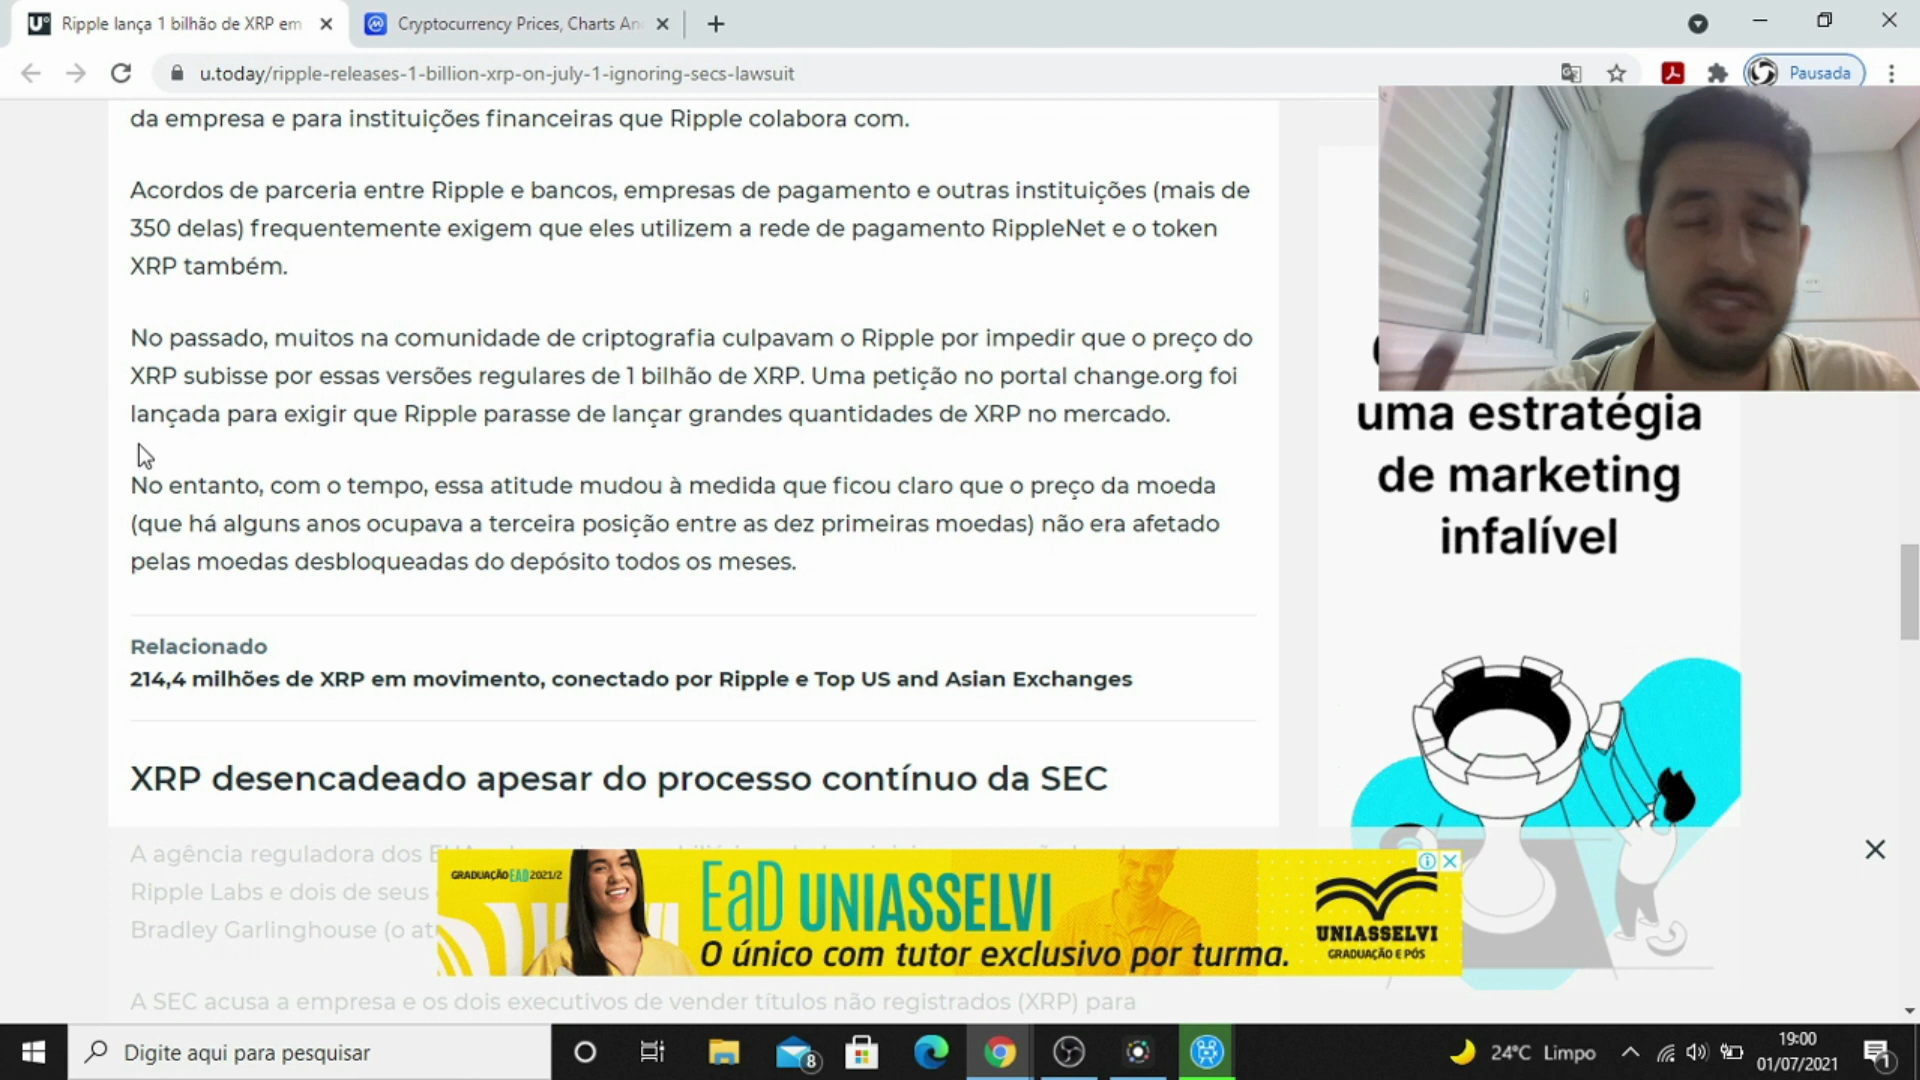 Ripple lança 1 bilhão de XRP em
Cryptocurrency Prices, Charts An
u.today/ripple-releases-1-billion-xrp-on-july-1-ignoring-secs-lawsuit
Pausada
da empresa e para instituições financeiras que Ripple colabora com.
Acordos de parceria entre Ripple e bancos, empresas de pagamento e outras instituições (mais de
350 delas) frequentemente exigem que eles utilizem a rede de pagamento RippleNet e o token
XRP também.
No passado, muitos na comunidade de criptografia culpavam o Ripple por impedir que o preço do
XRP subisse por essas versões regulares de 1 bilhão de XRP. Uma petição no portal change.org foi
lançada para exigir que Ripple parasse de lançar grandes quantidades de XRP no mercado.
No entanto, com o tempo, essa atitude mudou à medida que ficou claro que o preço da moeda
(que há alguns anos ocupava a terceira posição entre as dez primeiras moedas) não era afetado
pelas moedas desbloqueadas do depósito todos os meses.
Relacionado
214,4 milhões de XRP em movimento, conectado por Ripple e Top US and Asian Exchanges
XRP desencadeado apesar do processo contínuo da SEC
A agência reguladora dos
Ripple Labs e dois de seus
Bradley Garlinghouse (o
A SEC acusa a empresa e os dois executivos de vender títulos não registrados (XRP) para
uma estratégia
de marketing
infalível
GRADUAÇÃO EAD 2021/2
EaD UNIASSELVI
O único com tutor exclusivo por turma.
UNIASSELVI
GRADUAÇÃO E PÓS
Digite aqui para pesquisar
8
24°C Limpo
19:00
01/07/2021
1